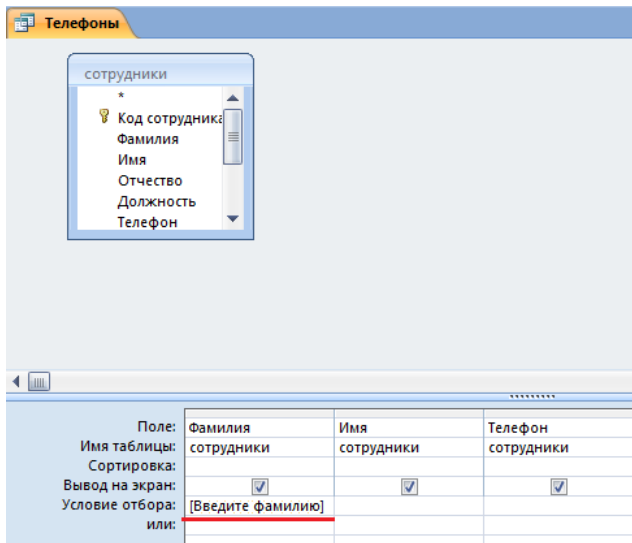 Телефоны
сотрудники
*
Код сотрудника
Фамилия
Имя
Отчество
Должность
Телефон
Поле: Фамилия Имя Телефон
Имя таблицы: сотрудники сотрудники сотрудники
Сортировка:
Вывод на экран:
Условие отбора: [Введите фамилию]
или: